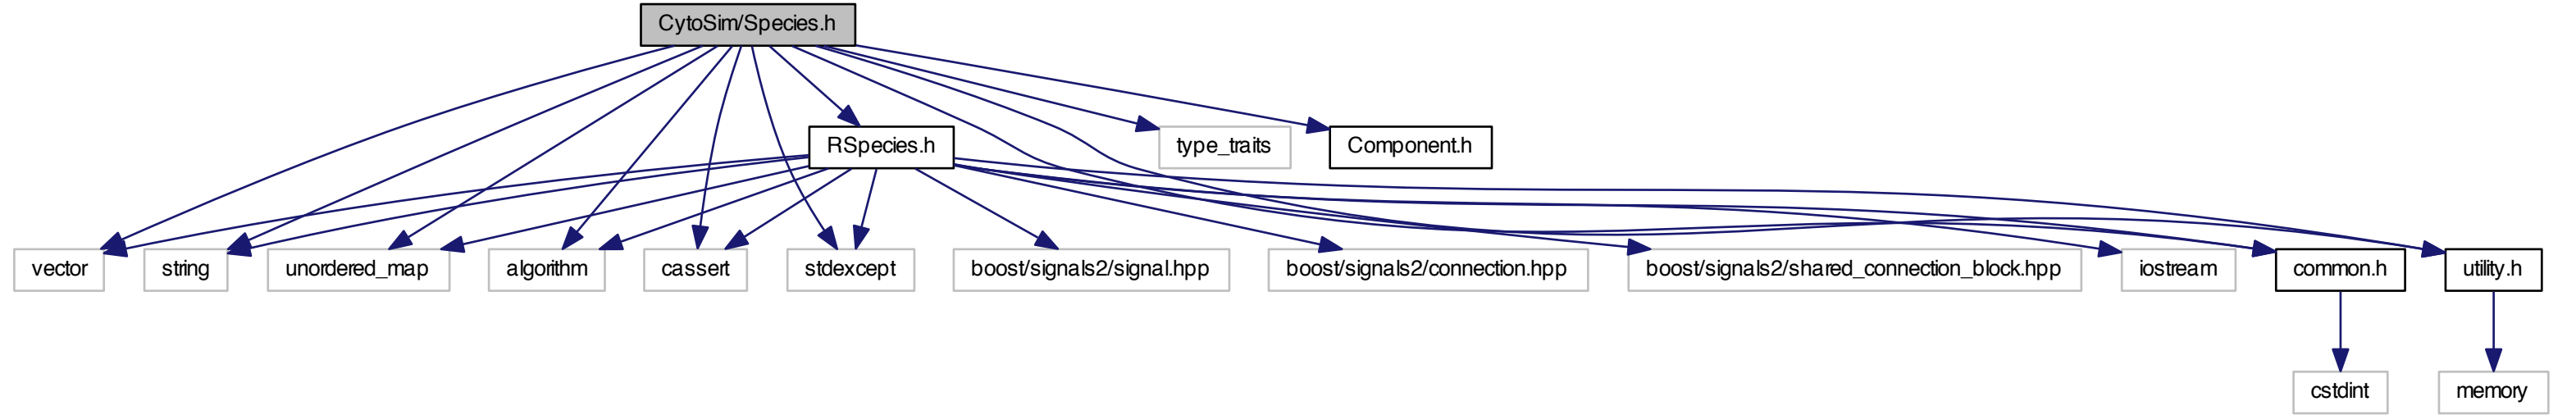 CytoSim/Species.h
RSpecies.h
type_traits
Component.h
vector
string
unordered_map
algorithm
cassert
stdexcept
boost/signals2/signal.hpp
boost/signals2/connection.hpp
boost/signals2/shared_connection_block.hpp
iostream
common.h
utility.h
cstdint
memory